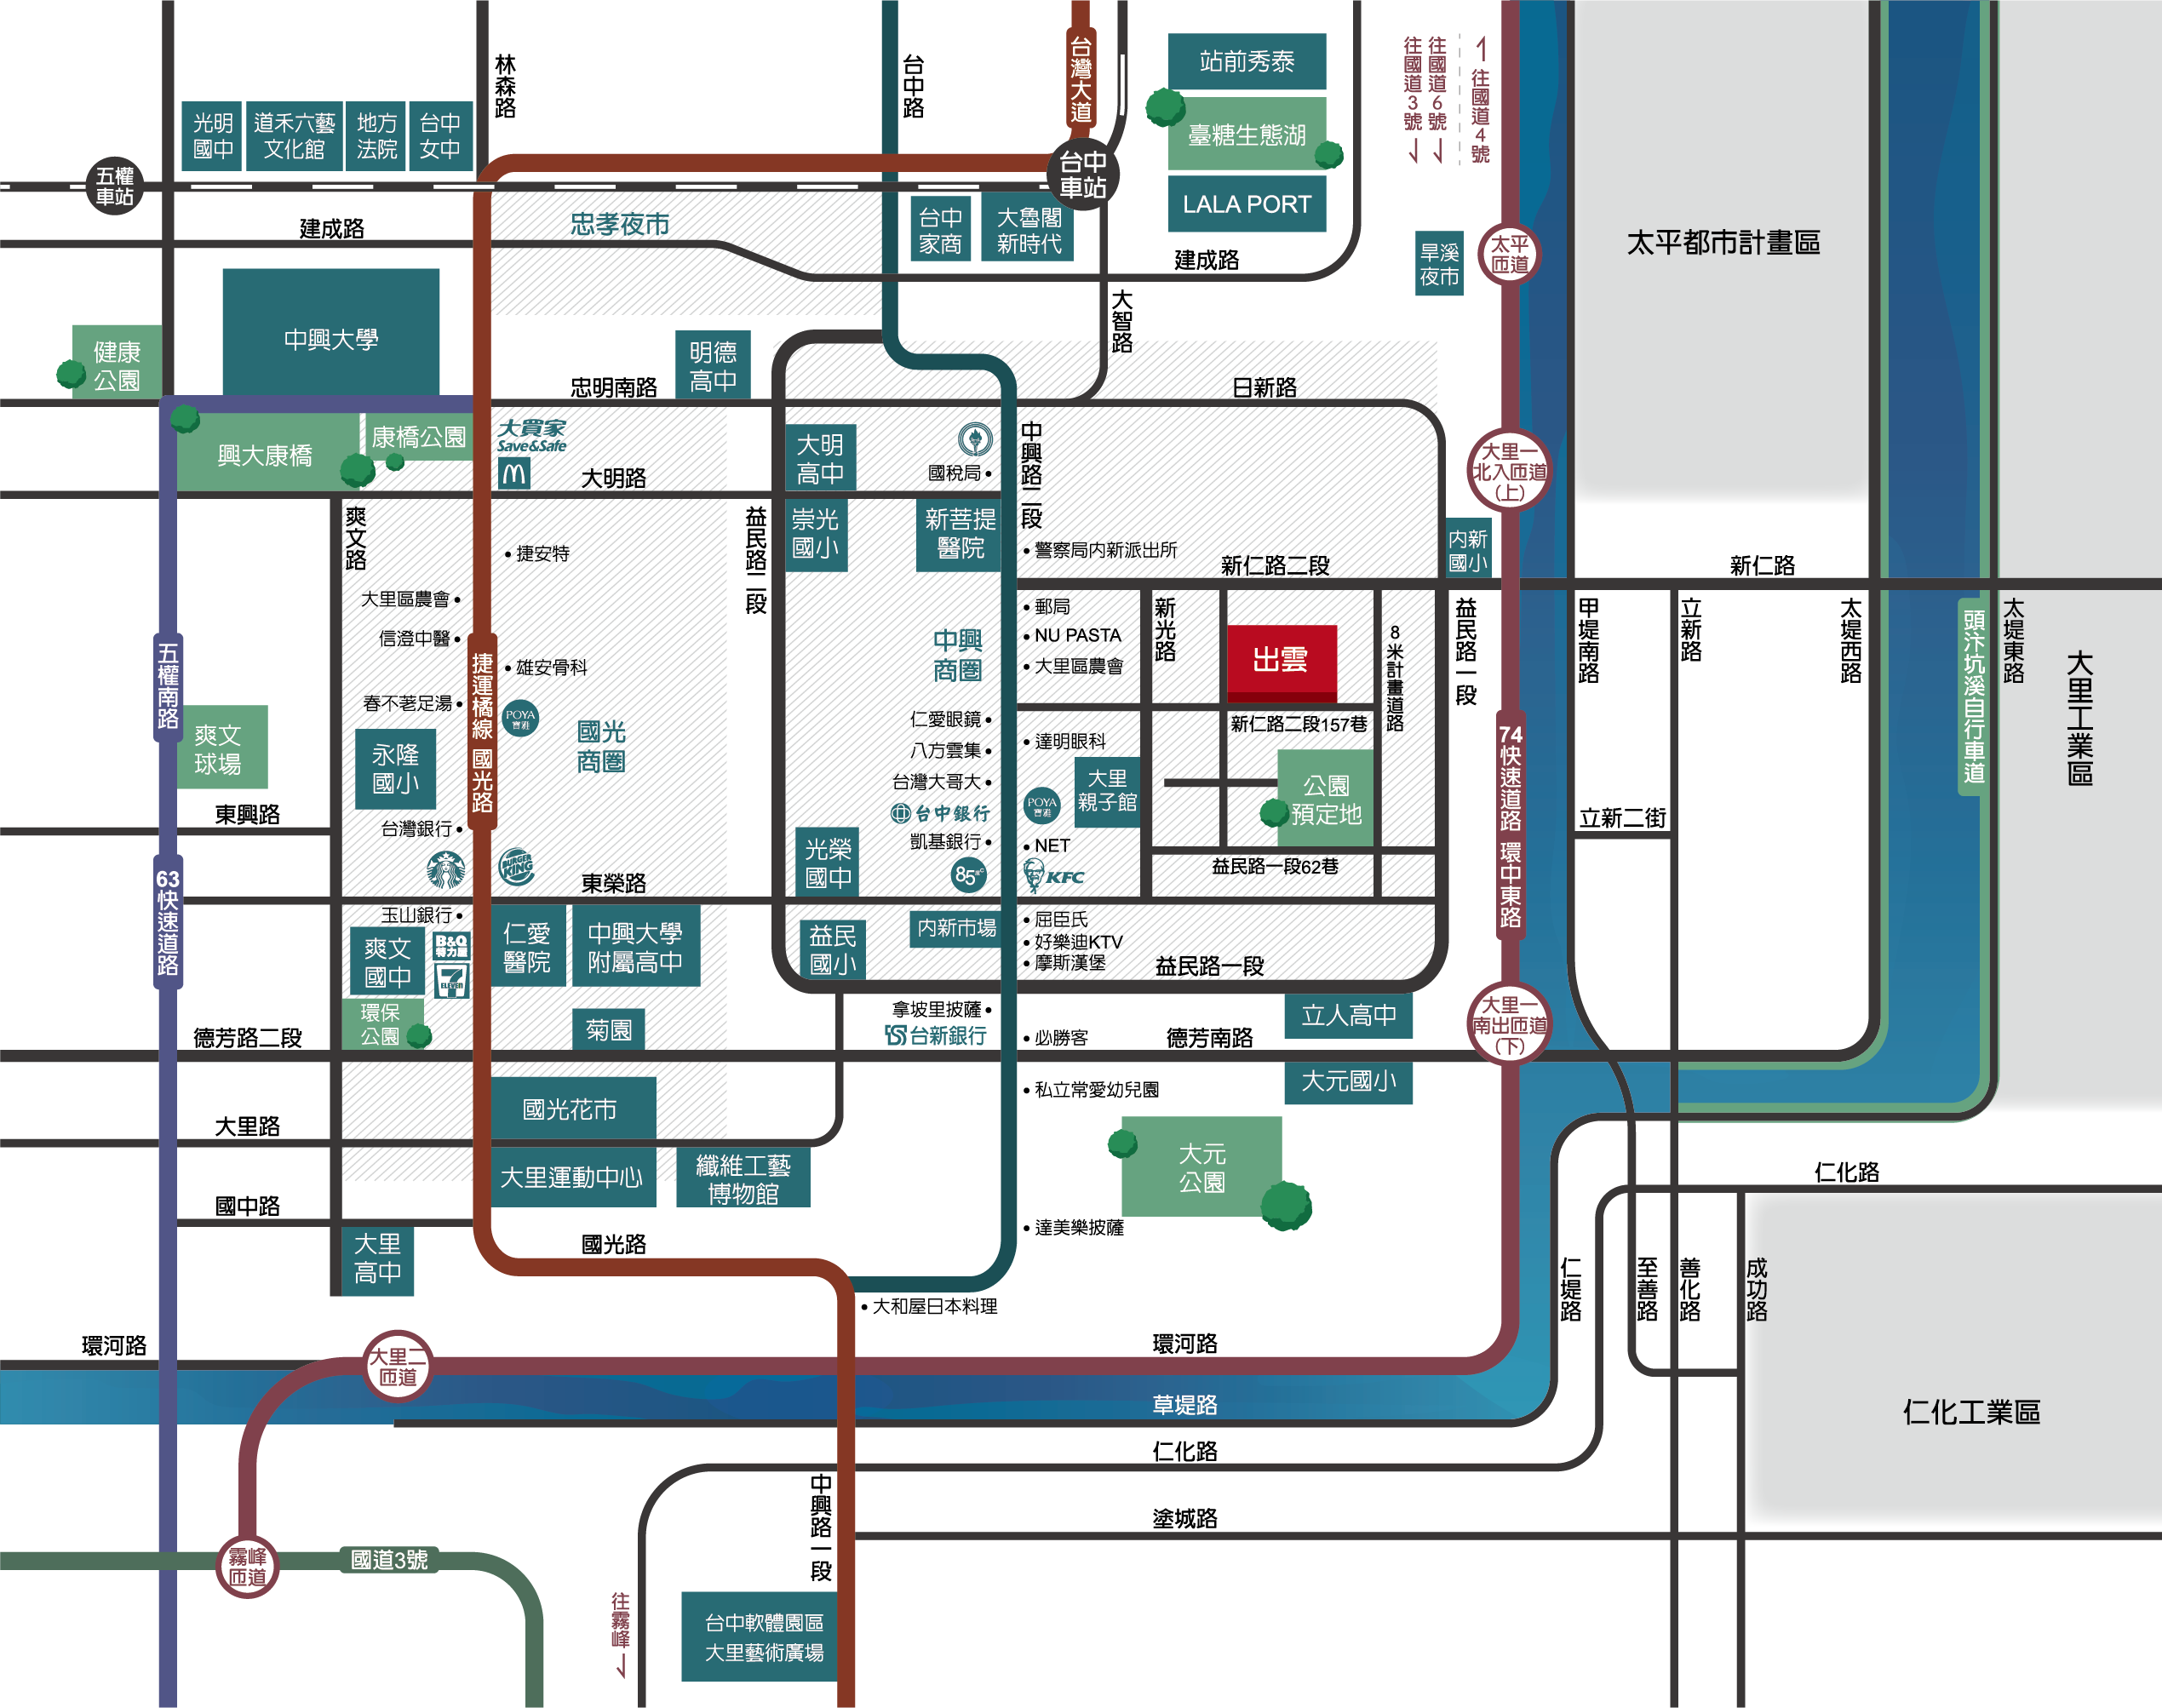 林森路
台中路
台灣大道
站前秀泰
往國道3號
往國道6號
往國道4號
光明
國中
道禾六藝
文化館
地方
法院
台中
女中
臺糖生態湖
五權
車站
台中
車站
LALA PORT
建成路
忠孝夜市
台中
家商
大魯閣
新時代
建成路
旱溪
夜市
太平
匝道
太平都市計畫區
大智路
中興大學
健康
公園
明德
高中
忠明南路
日新路
興大康橋
康橋公園
大買家
Save&Safe
大明路
大明
高中
國稅局
中興路二段
大里一
北入匝道
(上)
爽文路
益民路二段
崇光
國小
新菩提
醫院
捷安特
警察局内新派出所
内新
國小
新仁路二段
新仁路
大里區農會
信澄中醫
雄安骨科
春不荖足湯
POYA
寶雅
國光
商圈
中興
商圈
郵局
NU PASTA
大里區農會
新光路
出雲
8米計畫道路
益民路一段
甲堤南路
立新路
太堤西路
頭汴坑溪自行車道
太堤東路
大里工業區
五權南路
爽文
球場
捷運橘線 國光路
永隆
國小
仁愛眼鏡
八方雲集
台灣大哥大
台中銀行
凱基銀行
85°C
達明眼科
大里
親子館
POYA
寶雅
NET
KFC
新仁路二段157巷
公園
預定地
益民路一段62巷
74快速道路 環中東路
立新二街
東興路
台灣銀行
BURGER
KING
東榮路
光榮
國中
63快速道路
玉山銀行
爽文
國中
B&Q
特力屋
7
ELEVEN
仁愛
醫院
中興大學
附屬高中
益民
國小
内新市場
屈臣氏
好樂迪KTV
摩斯漢堡
益民路一段
環保
公園
菊園
拿坡里披薩
台新銀行
必勝客
德芳路二段
德芳南路
立人高中
大里一
南出匝道
(下)
大元國小
私立常愛幼兒園
國光花市
大里路
大里運動中心
纖維工藝
博物館
大元
公園
仁化路
國中路
達美樂披薩
大里
高中
國光路
大和屋日本料理
仁堤路
至善路
善化路
成功路
環河路
大里二
匝道
環河路
草堤路
仁化工業區
仁化路
中興路一段
塗城路
霧峰
匝道
國道3號
往霧峰
台中軟體園區
大里藝術廣場